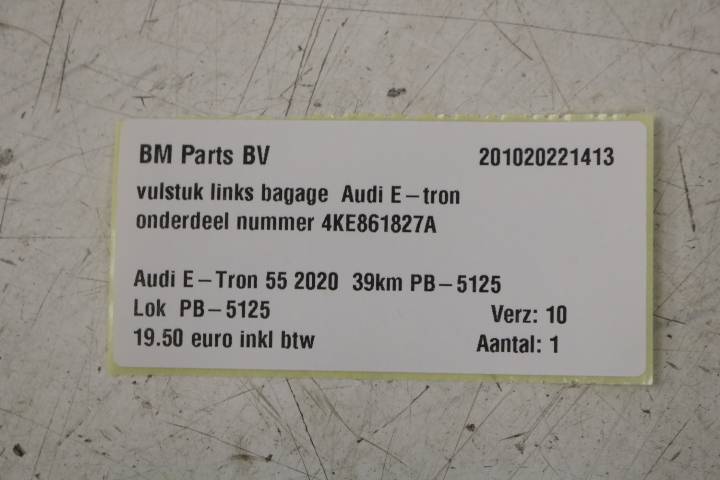 BM Parts BV 201020221413
vulstuk links bagage Audi E-tron
onderdeel nummer 4KE861827A
Audi E-Tron 55 2020 39km PB-5125
Lok PB-5125 Verz: 10
19.50 euro inkl btw Aantal: 1